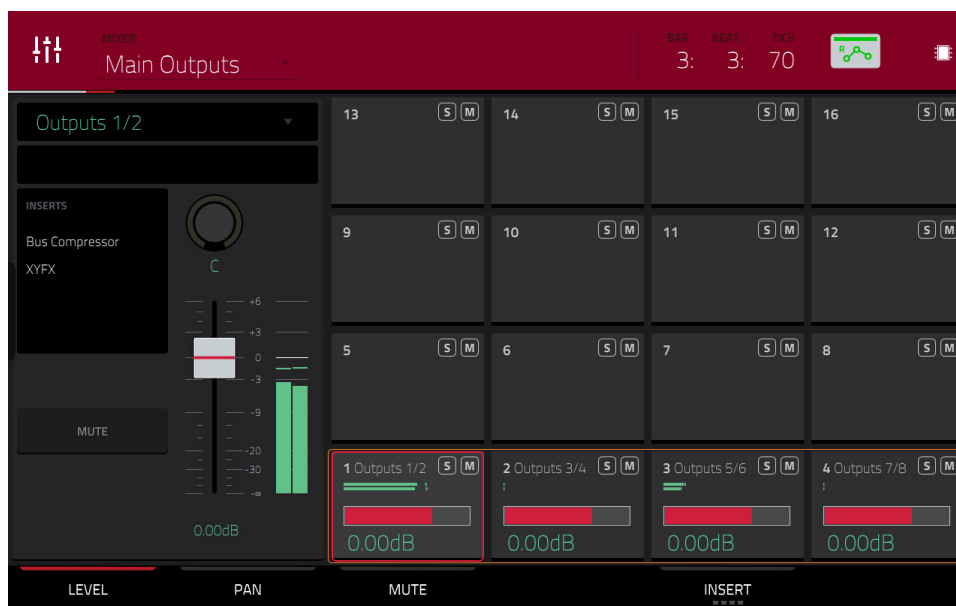 MIXER
Main Outputs
BAR BEAT TICK
3: 3: 70
R
Outputs 1/2
INSERTS
Bus Compressor
XYFX
C
+6
+3
0
-3
-9
-20
-30
-∞
MUTE
0.00dB
13 S M
14 S M
15 S M
16 S M
9 S M
10 S M
11 S M
12 S M
5 S M
6 S M
7 S M
8 S M
1 Outputs 1/2 S M
2 Outputs 3/4 S M
3 Outputs 5/6 S M
4 Outputs 7/8 S M
0.00dB
0.00dB
0.00dB
0.00dB
LEVEL
PAN
MUTE
INSERT